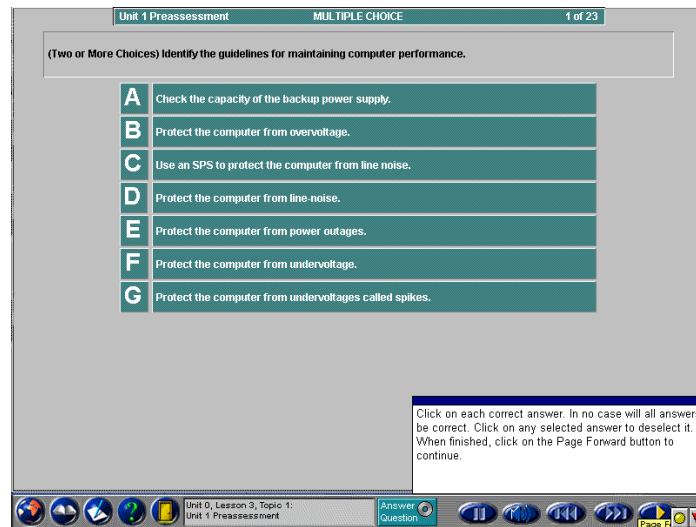 Unit 1 Preassessment MULTIPLE CHOICE 1 of 23
(Two or More Choices) Identify the guidelines for maintaining computer performance.
A Check the capacity of the backup power supply.
B Protect the computer from overvoltage.
C Use an SPS to protect the computer from line noise.
D Protect the computer from line-noise.
E Protect the computer from power outages.
F Protect the computer from undervoltage.
G Protect the computer from undervoltages called spikes.
Click on each correct answer. In no case will all answer
be correct. Click on any selected answer to deselect it.
When finished, click on the Page Forward button to
continue.
Unit 0, Lesson 3, Topic 1:
Unit 1 Preassessment
Answer
Question
Page F